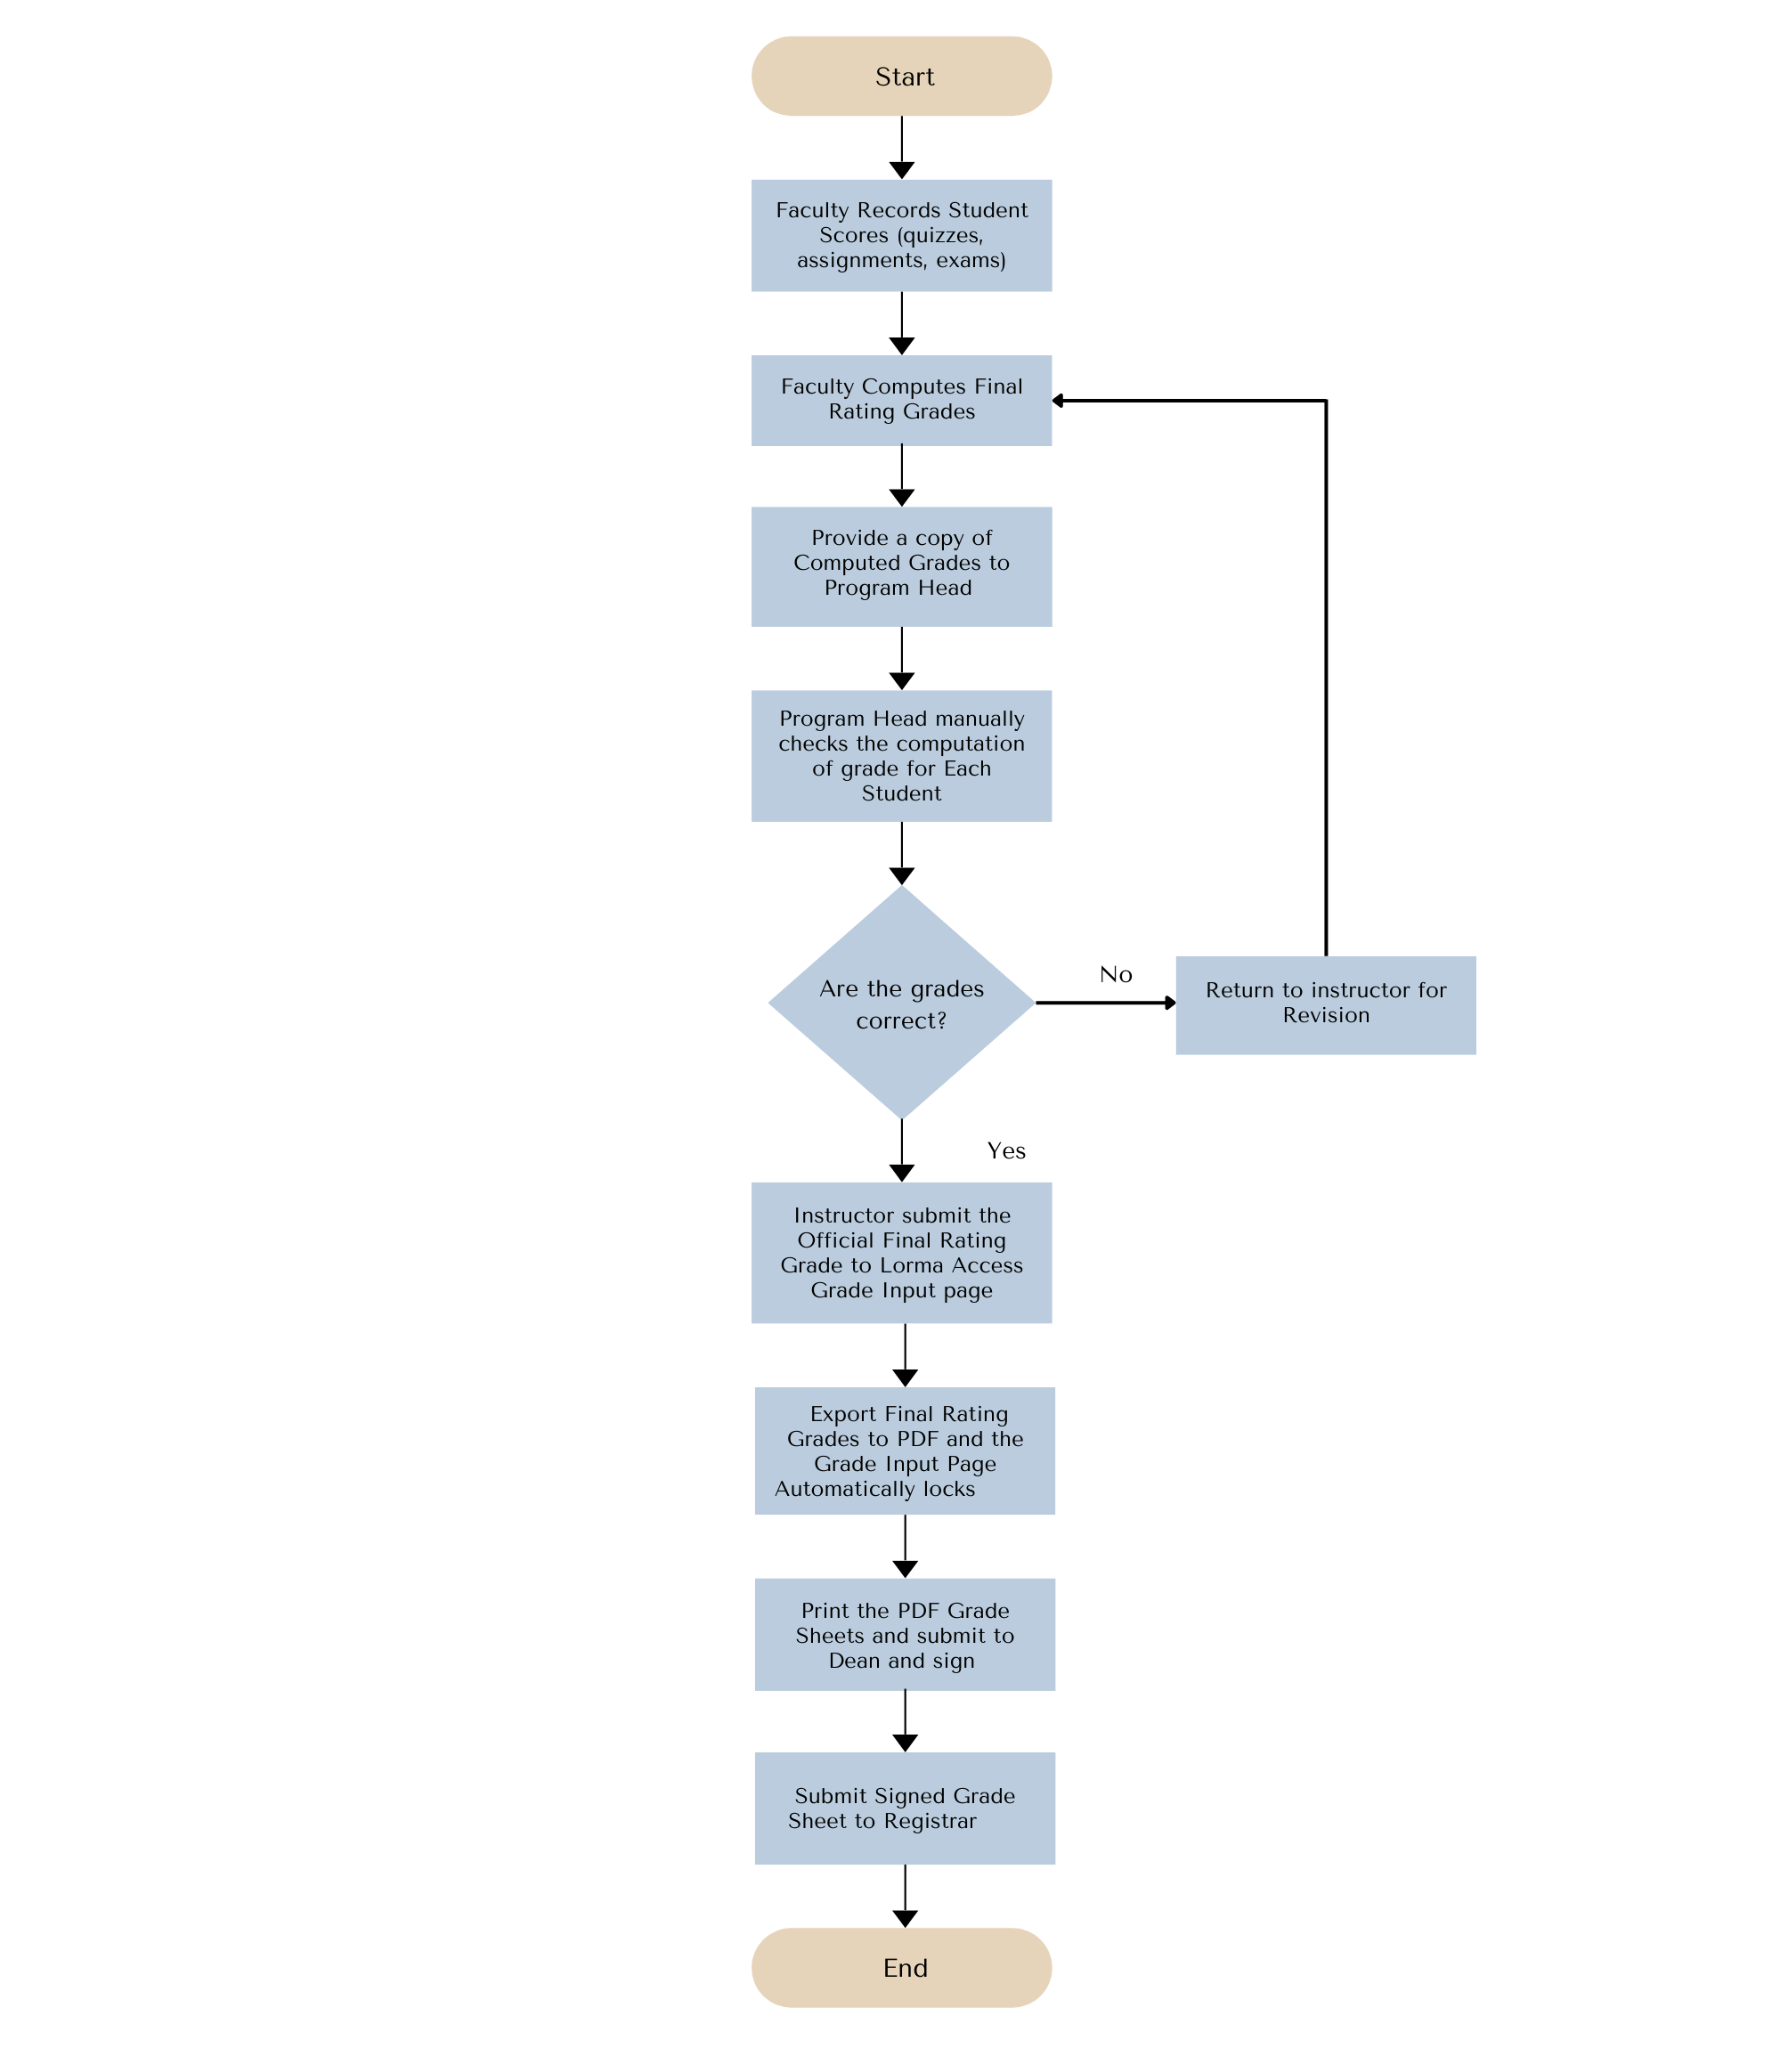 Start
Faculty Records Student
Scores (quizzes,
assignments, exams)
Faculty Computes Final
Rating Grades
Provide a copy of
Computed Grades to
Program Head
Program Head manually
checks the computation
of grade for Each
Student
Are the grades
correct?
No
Return to instructor for
Revision
Yes
Instructor submit the
Official Final Rating
Grade to Lorma Access
Grade Input page
Export Final Rating
Grades to PDF and the
Grade Input Page
Automatically locks
Print the PDF Grade
Sheets and submit to
Dean and sign
Submit Signed Grade
Sheet to Registrar
End